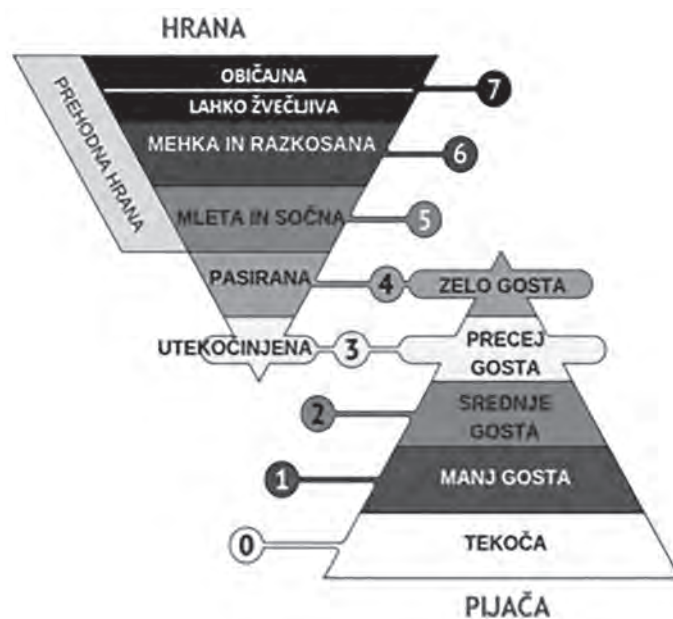 HRANA
OBIČAJNA
LAHKO ŽVEČLJIVA
7
PREHODNA HRANA
MEHKA IN RAZKOSANA
6
MLETA IN SOČNA
5
PASIRANA
4
ZELO GOSTA
UTEKOČINJENA
3
PRECEJ
GOSTA
2
SREDNJE
GOSTA
1
MANJ GOSTA
0
TEKOČA
PIJAČA